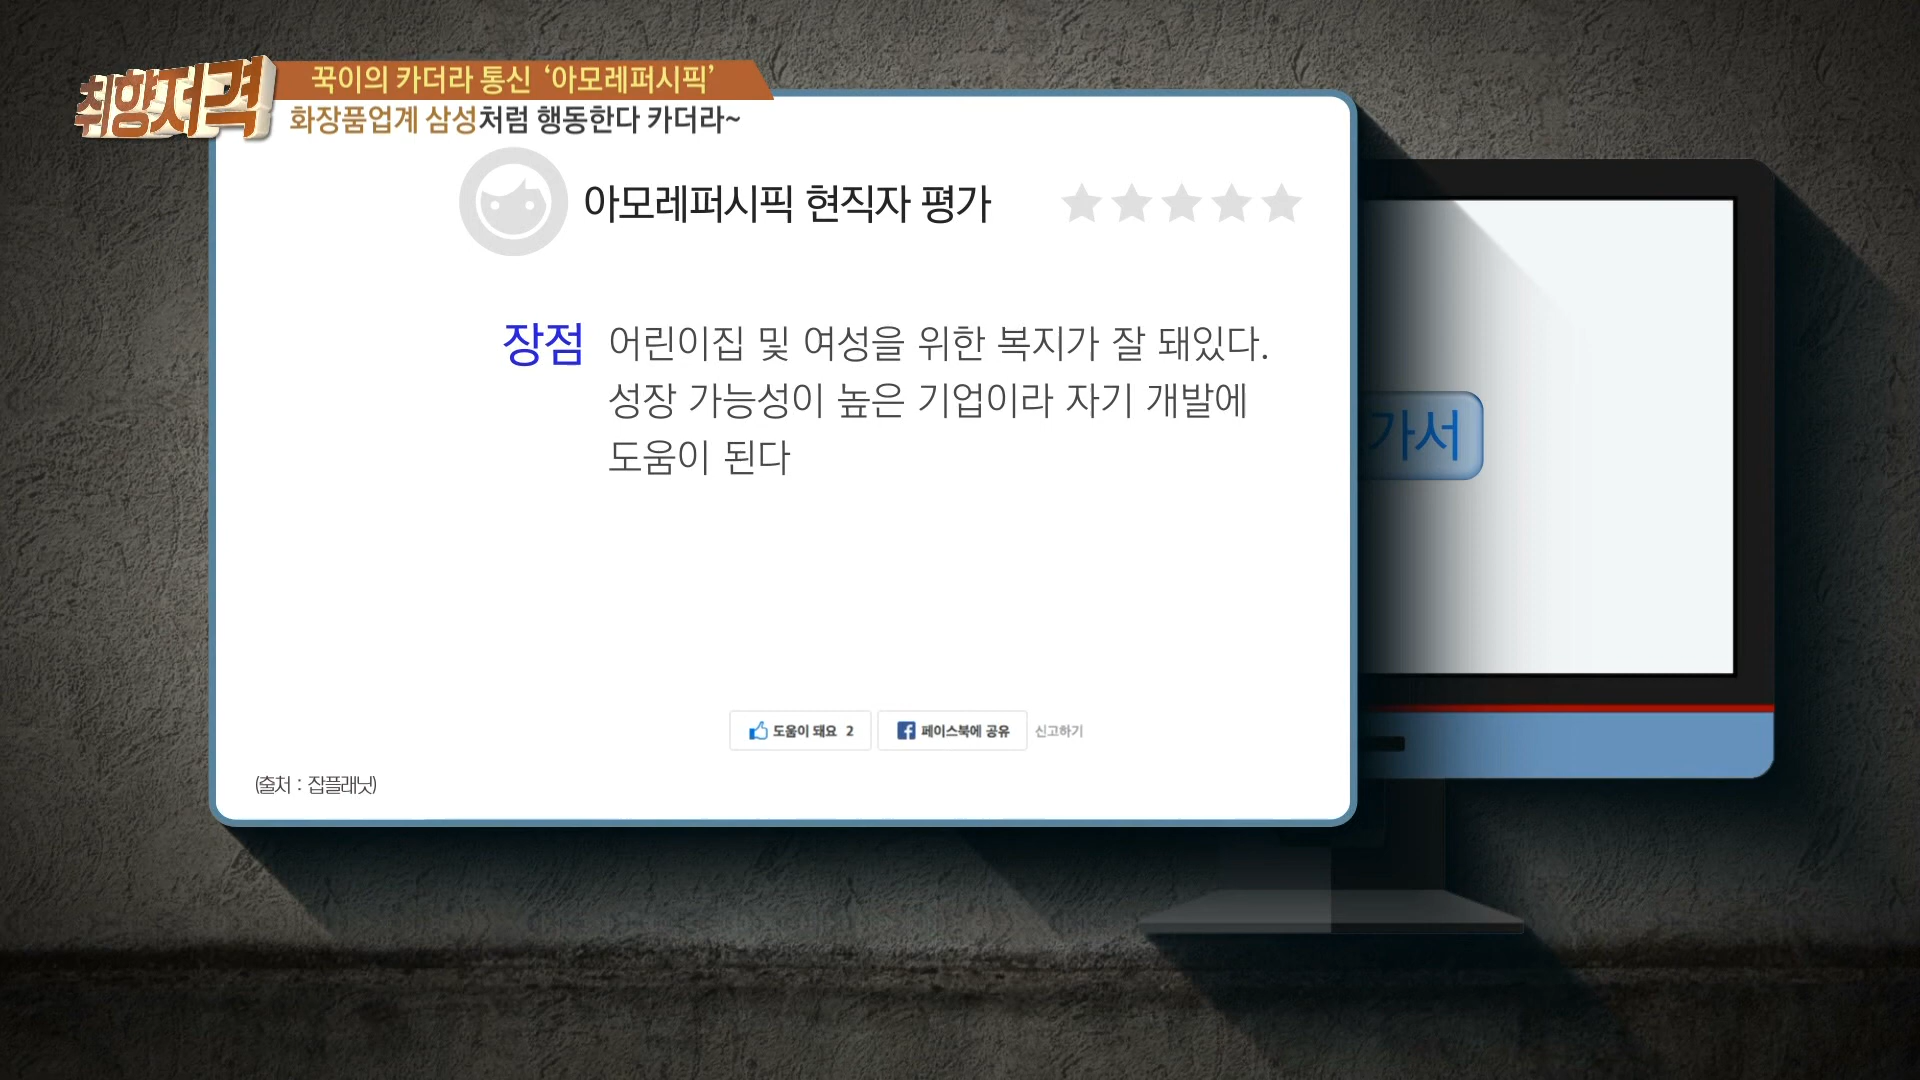 취향저격
꾹이의 카더라 통신 ‘아모레퍼시픽’
화장품업계 삼성처럼 행동한다 카더라~
아모레퍼시픽 현직자 평가
장점 어린이집 및 여성을 위한 복지가 잘 돼있다.
성장 가능성이 높은 기업이라 자기 개발에
도움이 된다
가서
도움이 돼요 2 페이스북에 공유 신고하기
(출처 : 잡플래닛)